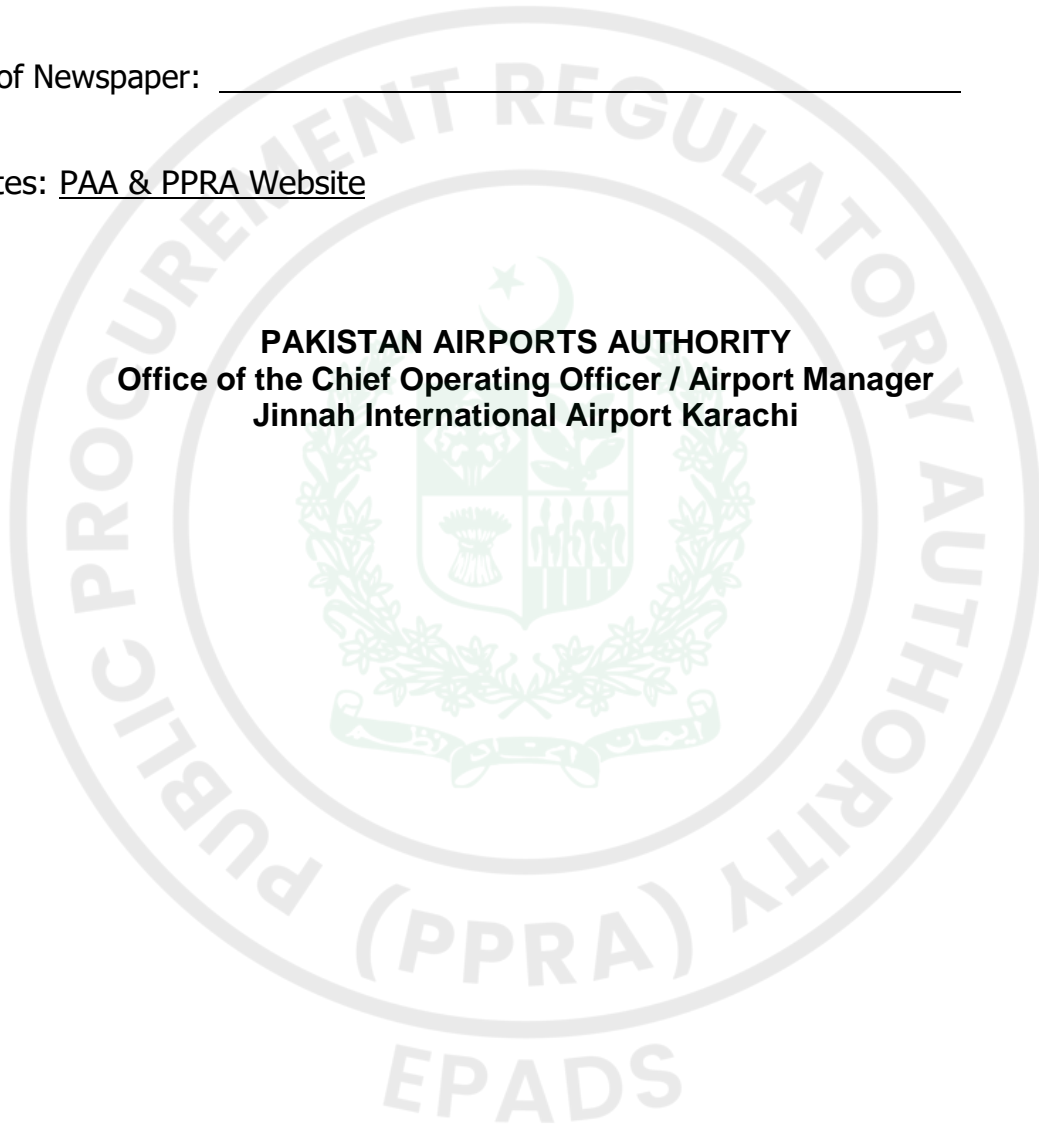 of Newspaper:
tes: PAA & PPRA Website
PAKISTAN AIRPORTS AUTHORITY
Office of the Chief Operating Officer / Airport Manager
Jinnah International Airport Karachi
PUBLIC PROCUREMENT REGULATORY AUTHORITY
(PPRA)
EPADS